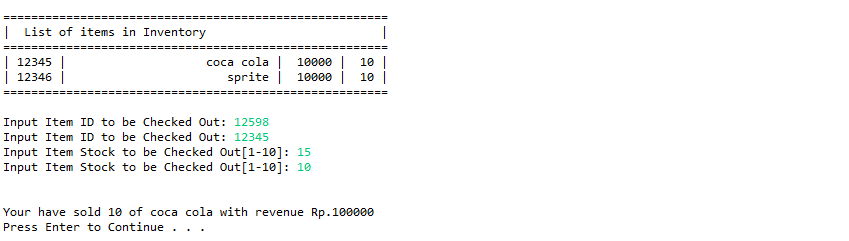 =======================================================
|  List of items in Inventory                         |
=======================================================
| 12345 |                    coca cola |  10000 |  10 |
| 12346 |                       sprite |  10000 |  10 |
=======================================================
Input Item ID to be Checked Out: 12598
Input Item ID to be Checked Out: 12345
Input Item Stock to be Checked Out[1-10]: 15
Input Item Stock to be Checked Out[1-10]: 10
Your have sold 10 of coca cola with revenue Rp.100000
Press Enter to Continue . . .